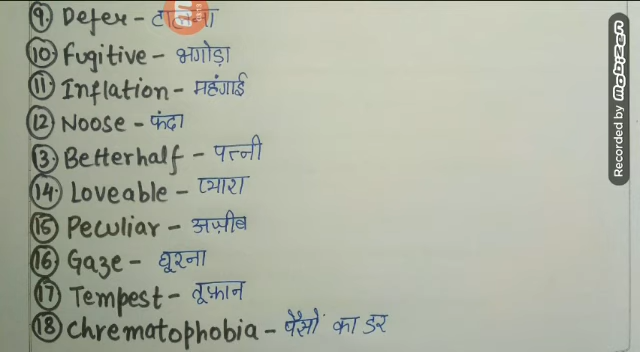 9. Defer - टालना
10. Fugitive - भगोड़ा
11 Inflation - महंगाई
12 Noose - फंदा
13. Betterhalf - पत्नी
14. Loveable - प्यारा
15 Peculiar - अज़ीब
16 Gaze - घूरना
17 Tempest - तूफ़ान
18 Chrematophobia - पैसों का डर
Recorded by mobizen